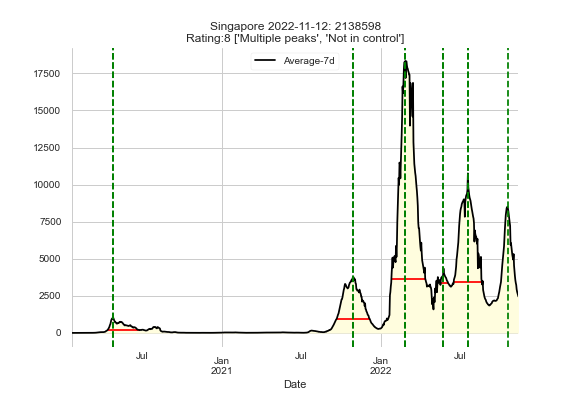 Singapore 2022-11-12: 2138598
Rating:8 ['Multiple peaks', 'Not in control']
Average-7d
17500
15000
12500
10000
7500
5000
2500
0
Jul
Jan
2021
Jul
Jan
2022
Jul
Date